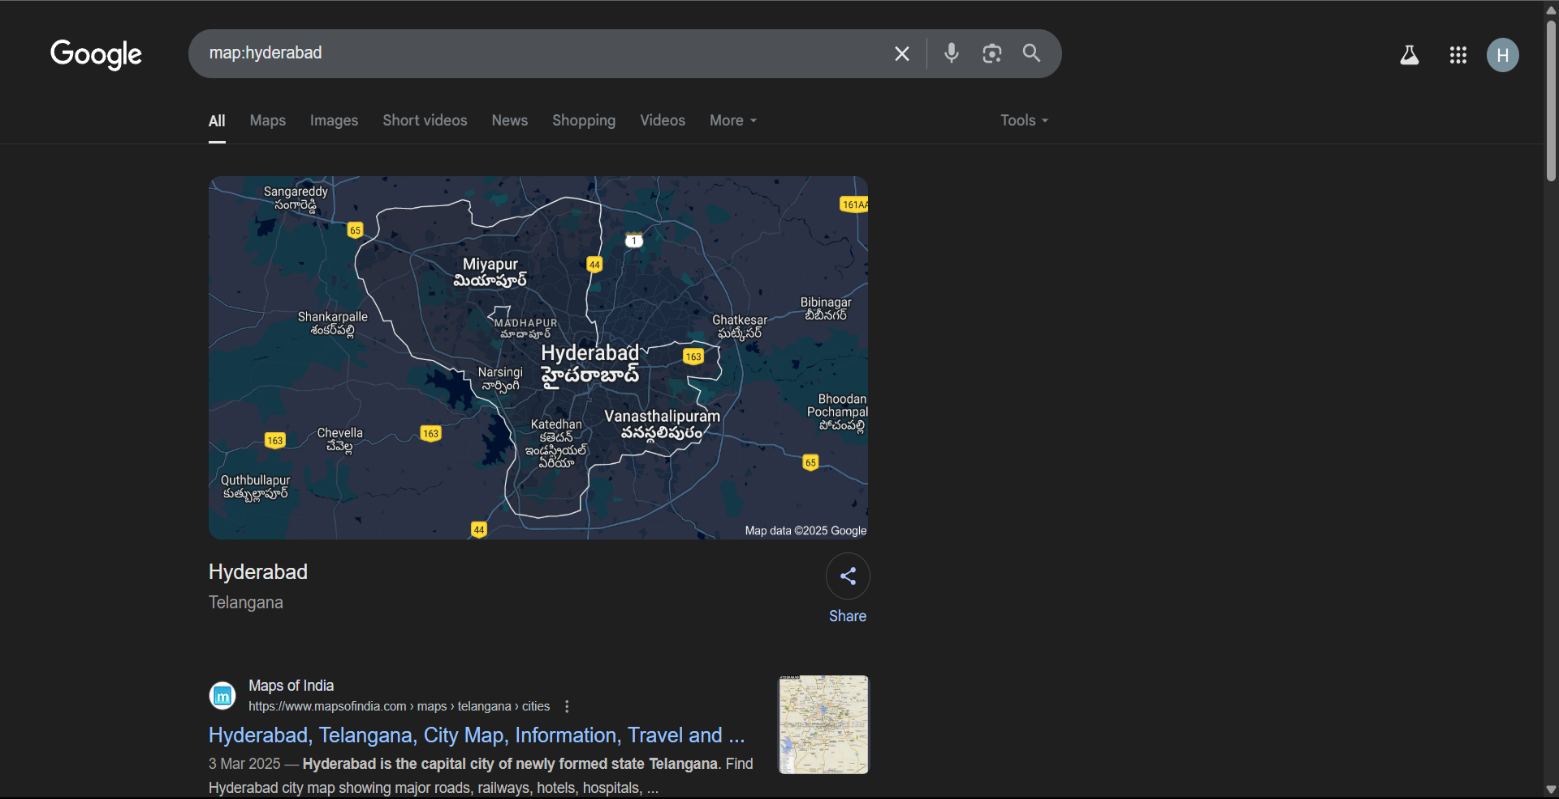 Google
map:hyderabad
H
All Maps Images Short videos News Shopping Videos More Tools
Sangareddy
సంగారెడ్డి
161AA
65
1
Miyapur
మియాపూర్
44
Bibinagar
బీబీనగర్
Shankarpalle
శంకర్‌పల్లి
MADHAPUR
మాదాపూర్
Ghatkesar
ఘట్కేసర్
Hyderabad
హైదరాబాద్
163
Narsingi
నార్సింగి
Bhoodan
Pochampal
పోచంపల్లి
Vanasthalipuram
వనస్థలిపురం
Katedhan
కతెదన్
ఇండస్ట్రియల్
ఏరియా
Chevella
చేవెళ్ల
163
163
65
Quthbullapur
కుత్బుల్లాపూర్
44
Map data ©2025 Google
Hyderabad
Telangana
Share
m
Maps of India
https://www.mapsofindia.com › maps › telangana › cities
Hyderabad, Telangana, City Map, Information, Travel and ...
3 Mar 2025 — Hyderabad is the capital city of newly formed state Telangana. Find
Hyderabad city map showing major roads, railways, hotels, hospitals, ...